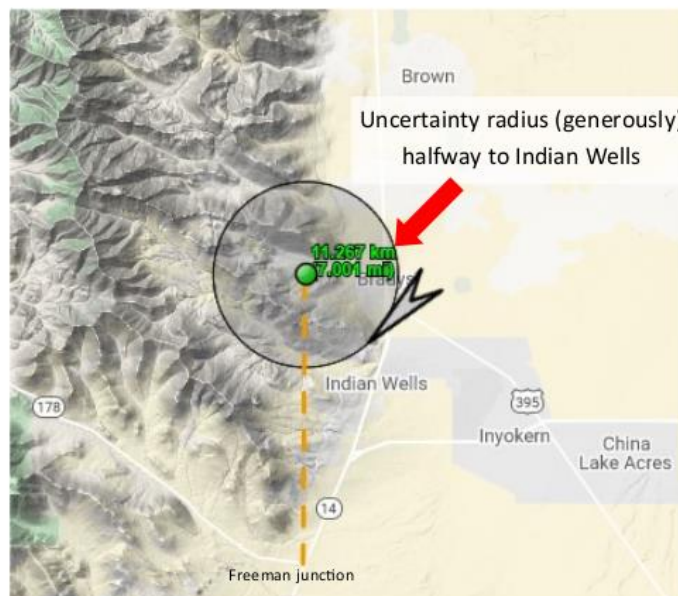 Brown
Uncertainty radius (generously)
halfway to Indian Wells
11.267 km
(7.001 mi)
Bradys
Indian Wells
178
395
Inyokern
China
Lake Acres
14
Freeman junction